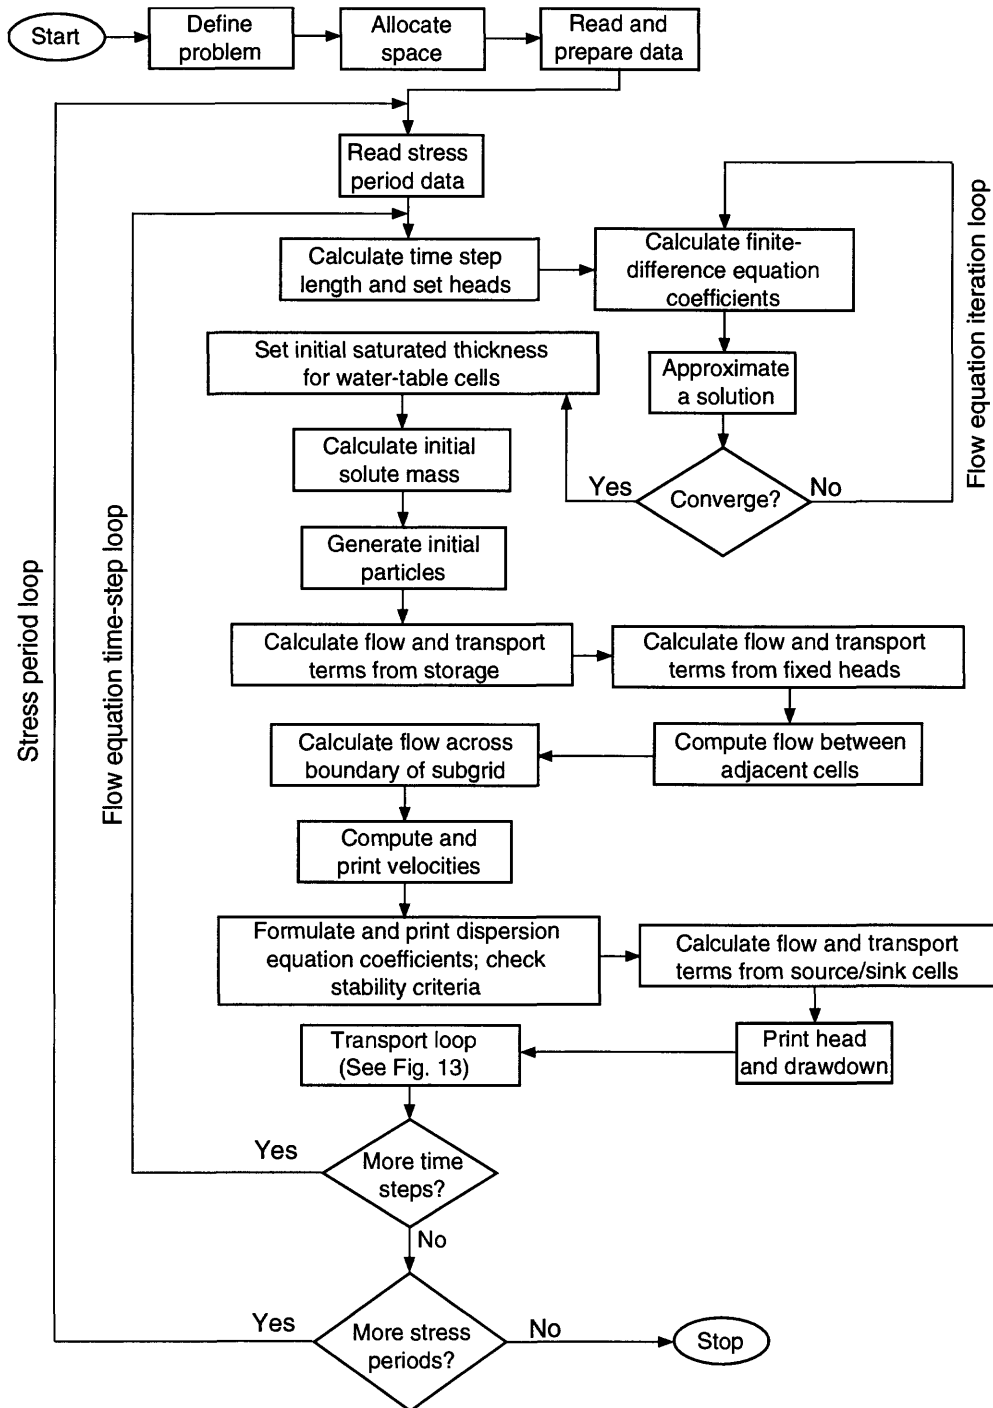 Start
Define
problem
Allocate
space
Read and
prepare data
Read stress
period data
Calculate time step
length and set heads
Calculate finite-
difference equation
coefficients
Set initial saturated thickness
for water-table cells
Approximate
a solution
Calculate initial
solute mass
Yes
Converge?
No
Flow equation iteration loop
Generate initial
particles
Stress period loop
Flow equation time-step loop
Calculate flow and transport
terms from storage
Calculate flow and transport
terms from fixed heads
Calculate flow across
boundary of subgrid
Compute flow between
adjacent cells
Compute and
print velocities
Formulate and print dispersion
equation coefficients; check
stability criteria
Calculate flow and transport
terms from source/sink cells
Transport loop
(See Fig. 13)
Print head
and drawdown
Yes
More time
steps?
No
Yes
More stress
periods?
No
Stop